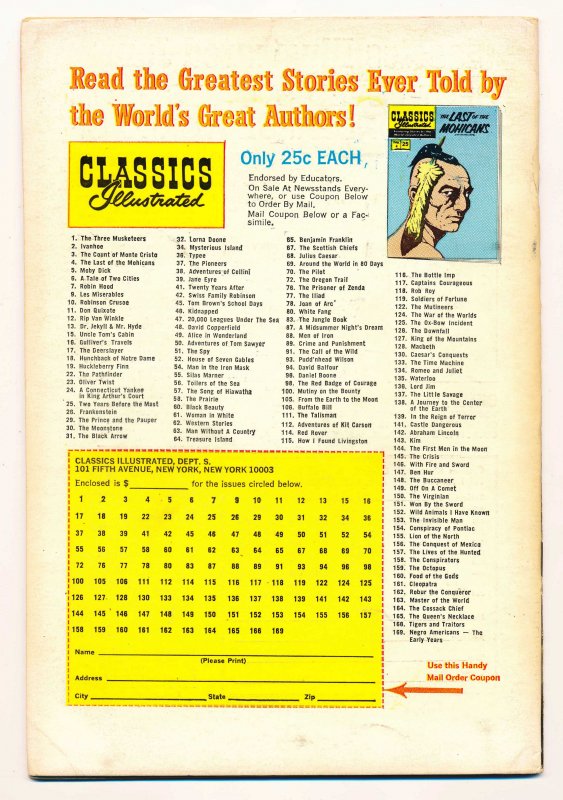 Read the Greatest Stories Ever Told by
the World's Great Authors!
CLASSICS
Illustrated
Only 25c EACH,
Endorsed by Educators.
On Sale At Newsstands Every-
where, or use Coupon Below
to Order By Mail.
Mail Coupon Below or a Fac-
simile.
CLASSICS
Illustrated
THE LAST OF THE
MOHICANS
1. The Three Musketeers
2. Ivanhoe
3. The Count of Monte Cristo
4. The Last of the Mohicans
5. Moby Dick
6. A Tale of Two Cities
7. Robin Hood
9. Les Miserables
10. Robinson Crusoe
11. Don Quixote
12. Rip Van Winkle
13. Dr. Jekyll & Mr. Hyde
15. Uncle Tom's Cabin
16. Gulliver's Travels
17. The Deerslayer
18. Hunchback of Notre Dame
19. Huckleberry Finn
22. The Pathfinder
23. Oliver Twist
24. A Connecticut Yankee
in King Arthur's Court
25. Two Years Before the Mast
26. Frankenstein
29. The Prince and the Pauper
30. The Moonstone
31. The Black Arrow
32. Lorna Doone
34. Mysterious Island
36. Typee
37. The Pioneers
38. Adventures of Cellini
39. Jane Eyre
41. Twenty Years After
42. Swiss Family Robinson
45. Tom Brown's School Days
46. Kidnapped
47. 20,000 Leagues Under the Sea
48. David Copperfield
49. Alice in Wonderland
50. Adventures of Tom Sawyer
51. The Spy
52. House of Seven Gables
54. Man in the Iron Mask
55. Silas Marner
56. Toilers of the Sea
57. The Song of Hiawatha
58. The Prairie
60. Black Beauty
61. Woman in White
62. Western Stories
63. Man Without A Country
64. Treasure Island
65. Benjamin Franklin
67. The Scottish Chiefs
68. Julius Caesar
69. Around the World in 80 Days
70. The Pilot
72. The Oregon Trail
76. The Prisoner of Zenda
77. The Iliad
78. Joan of Arc
80. White Fang
83. The Jungle Book
87. A Midsummer Night's Dream
88. Men of Iron
89. Crime and Punishment
91. The Call of the Wild
93. Pudd'nhead Wilson
94. David Balfour
96. Daniel Boone
98. The Red Badge of Courage
100. Mutiny on the Bounty
105. From the Earth to the Moon
106. Buffalo Bill
111. The Talisman
112. Adventures of Kit Carson
114. Red Rover
115. How I Found Livingston
116. The Bottle Imp
117. Captains Courageous
118. Rob Roy
119. Soldiers of Fortune
122. The Mutineers
124. The War of the Worlds
125. The Ox-Bow Incident
126. The Downfall
127. King of the Mountains
128. Macbeth
130. Caesar's Conquests
133. The Time Machine
134. Romeo and Juliet
135. Waterloo
136. Lord Jim
137. The Little Savage
138. A Journey to the Center
of the Earth
139. In the Reign of Terror
141. Castle Dangerous
142. Abraham Lincoln
143. Kim
144. The First Men in the Moon
145. The Crisis
146. With Fire and Sword
147. Ben Hur
148. The Buccaneer
149. Off On A Comet
150. The Virginian
151. Won By the Sword
152. Wild Animals I Have Known
153. The Invisible Man
154. Conspiracy of Pontiac
155. Lion of the North
156. The Conquest of Mexico
157. The Lives of the Hunted
158. The Conspirators
159. The Octopus
160. Food of the Gods
161. Cleopatra
162. Robur the Conqueror
163. Master of the World
164. The Cossack Chief
165. The Queen's Necklace
166. Tigers and Traitors
169. Negro Americans — The
Early Years
CLASSICS ILLUSTRATED, DEPT. S.
101 FIFTH AVENUE, NEW YORK, NEW YORK 10003
Enclosed is $ for the issues circled below.
1 2 3 4 5 6 7 9 10 11 12 13 15 16
17 18 19 22 23 24 25 26 29 30 31 32 34 36
37 38 39 41 42 45 46 47 48 49 50 51 52 54
55 56 57 58 60 61 62 63 64 65 67 68 69 70
72 76 77 78 80 83 87 88 89 91 93 94 96 98
100 105 106 111 112 114 115 116 117 118 119 122 124 125
126 127 128 130 133 134 135 136 137 138 139 141 142 143
144 145 146 147 148 149 150 151 152 153 154 155 156 157
158 159 160 161 162 163 164 165 166 169
Name
(Please Print)
Address
City State Zip
Use this Handy
Mail Order Coupon